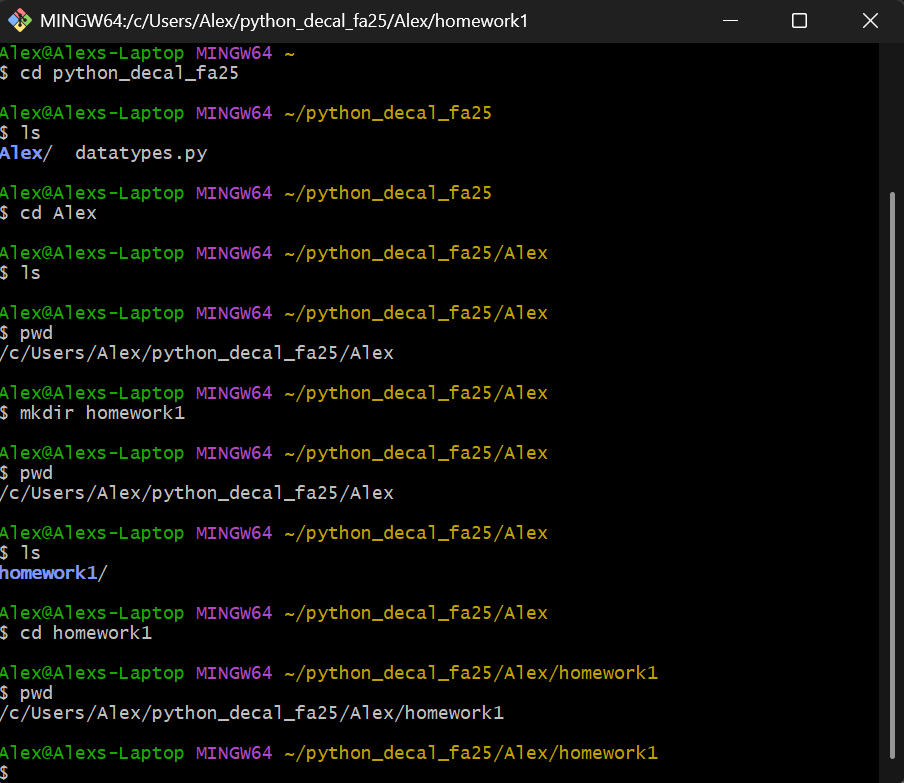 MINGW64:/c/Users/Alex/python_decal_fa25/Alex/homework1
Alex@Alexs-Laptop MINGW64 ~
$ cd python_decal_fa25
Alex@Alexs-Laptop MINGW64 ~/python_decal_fa25
$ ls
Alex/  datatypes.py
Alex@Alexs-Laptop MINGW64 ~/python_decal_fa25
$ cd Alex
Alex@Alexs-Laptop MINGW64 ~/python_decal_fa25/Alex
$ ls
Alex@Alexs-Laptop MINGW64 ~/python_decal_fa25/Alex
$ pwd
/c/Users/Alex/python_decal_fa25/Alex
Alex@Alexs-Laptop MINGW64 ~/python_decal_fa25/Alex
$ mkdir homework1
Alex@Alexs-Laptop MINGW64 ~/python_decal_fa25/Alex
$ pwd
/c/Users/Alex/python_decal_fa25/Alex
Alex@Alexs-Laptop MINGW64 ~/python_decal_fa25/Alex
$ ls
homework1/
Alex@Alexs-Laptop MINGW64 ~/python_decal_fa25/Alex
$ cd homework1
Alex@Alexs-Laptop MINGW64 ~/python_decal_fa25/Alex/homework1
$ pwd
/c/Users/Alex/python_decal_fa25/Alex/homework1
Alex@Alexs-Laptop MINGW64 ~/python_decal_fa25/Alex/homework1
$